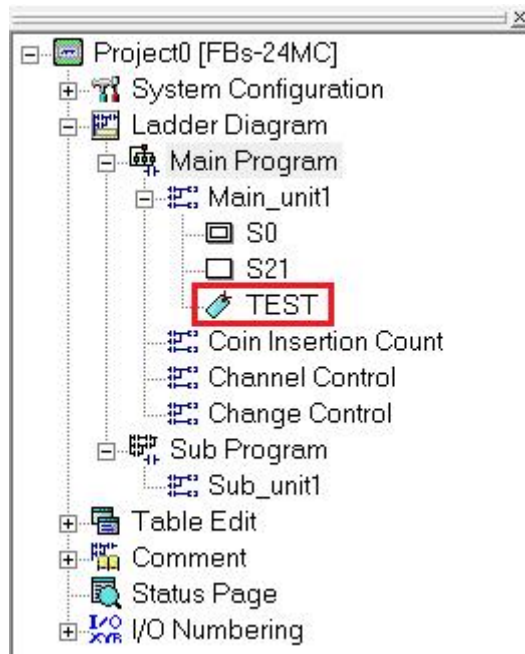 Project0 [FBs-24MC]
System Configuration
Ladder Diagram
Main Program
Main_unit1
S0
S21
TEST
Coin Insertion Count
Channel Control
Change Control
Sub Program
Sub_unit1
Table Edit
Comment
Status Page
I/O Numbering